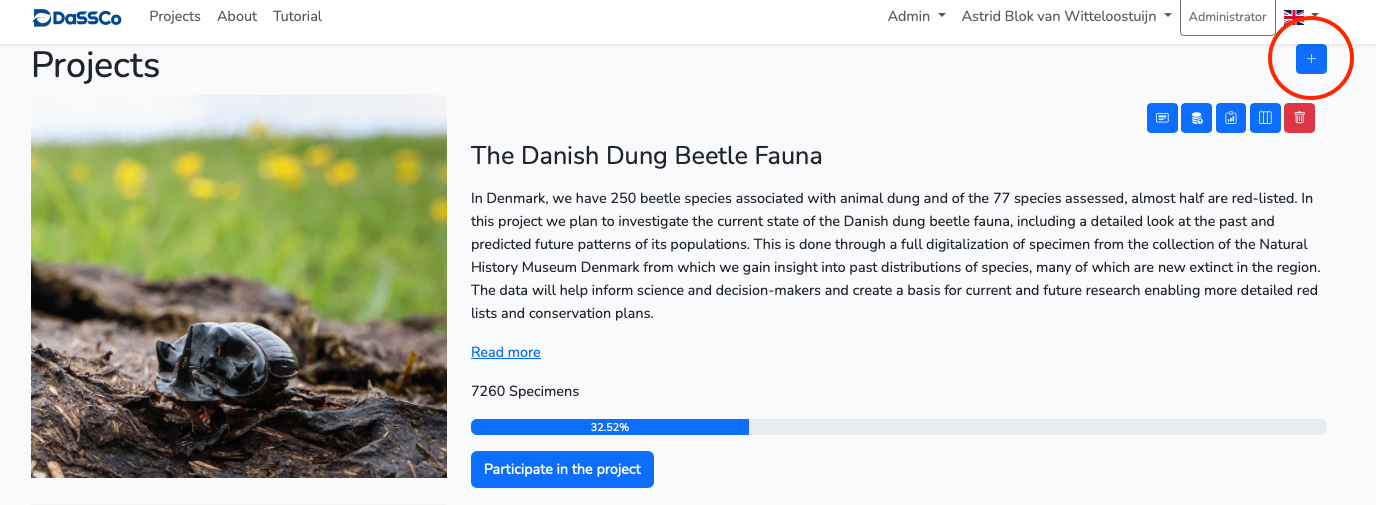 DaSSCo Projects About Tutorial Admin Astrid Blok van Witteloostuijn Administrator
Projects
+
The Danish Dung Beetle Fauna
In Denmark, we have 250 beetle species associated with animal dung and of the 77 species assessed, almost half are red-listed. In
this project we plan to investigate the current state of the Danish dung beetle fauna, including a detailed look at the past and
predicted future patterns of its populations. This is done through a full digitalization of specimen from the collection of the Natural
History Museum Denmark from which we gain insight into past distributions of species, many of which are new extinct in the region.
The data will help inform science and decision-makers and create a basis for current and future research enabling more detailed red
lists and conservation plans.
Read more
7260 Specimens
32.52%
Participate in the project